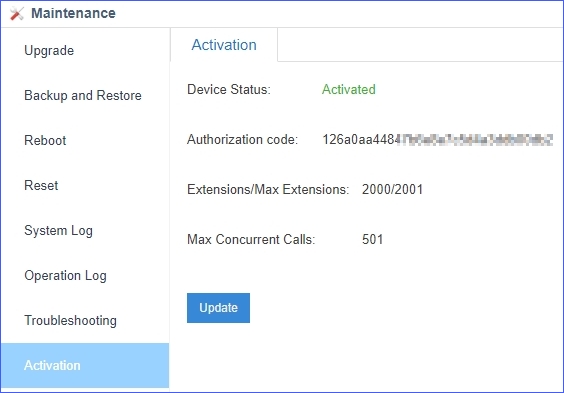 Maintenance
Upgrade
Backup and Restore
Reboot
Reset
System Log
Operation Log
Troubleshooting
Activation
Activation
Device Status: Activated
Authorization code: 126a0aa4484
Extensions/Max Extensions: 2000/2001
Max Concurrent Calls: 501
Update